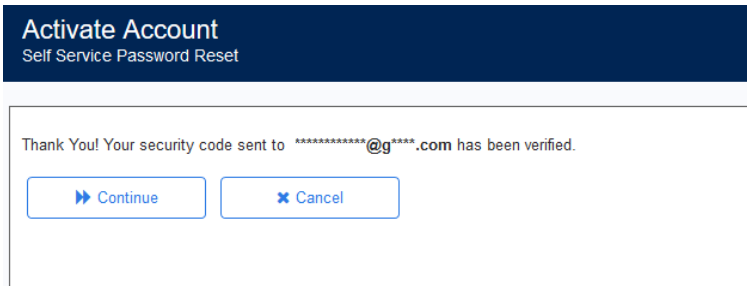 Activate Account
Self Service Password Reset
Thank You! Your security code sent to ************@g****.com has been verified.
Continue
Cancel